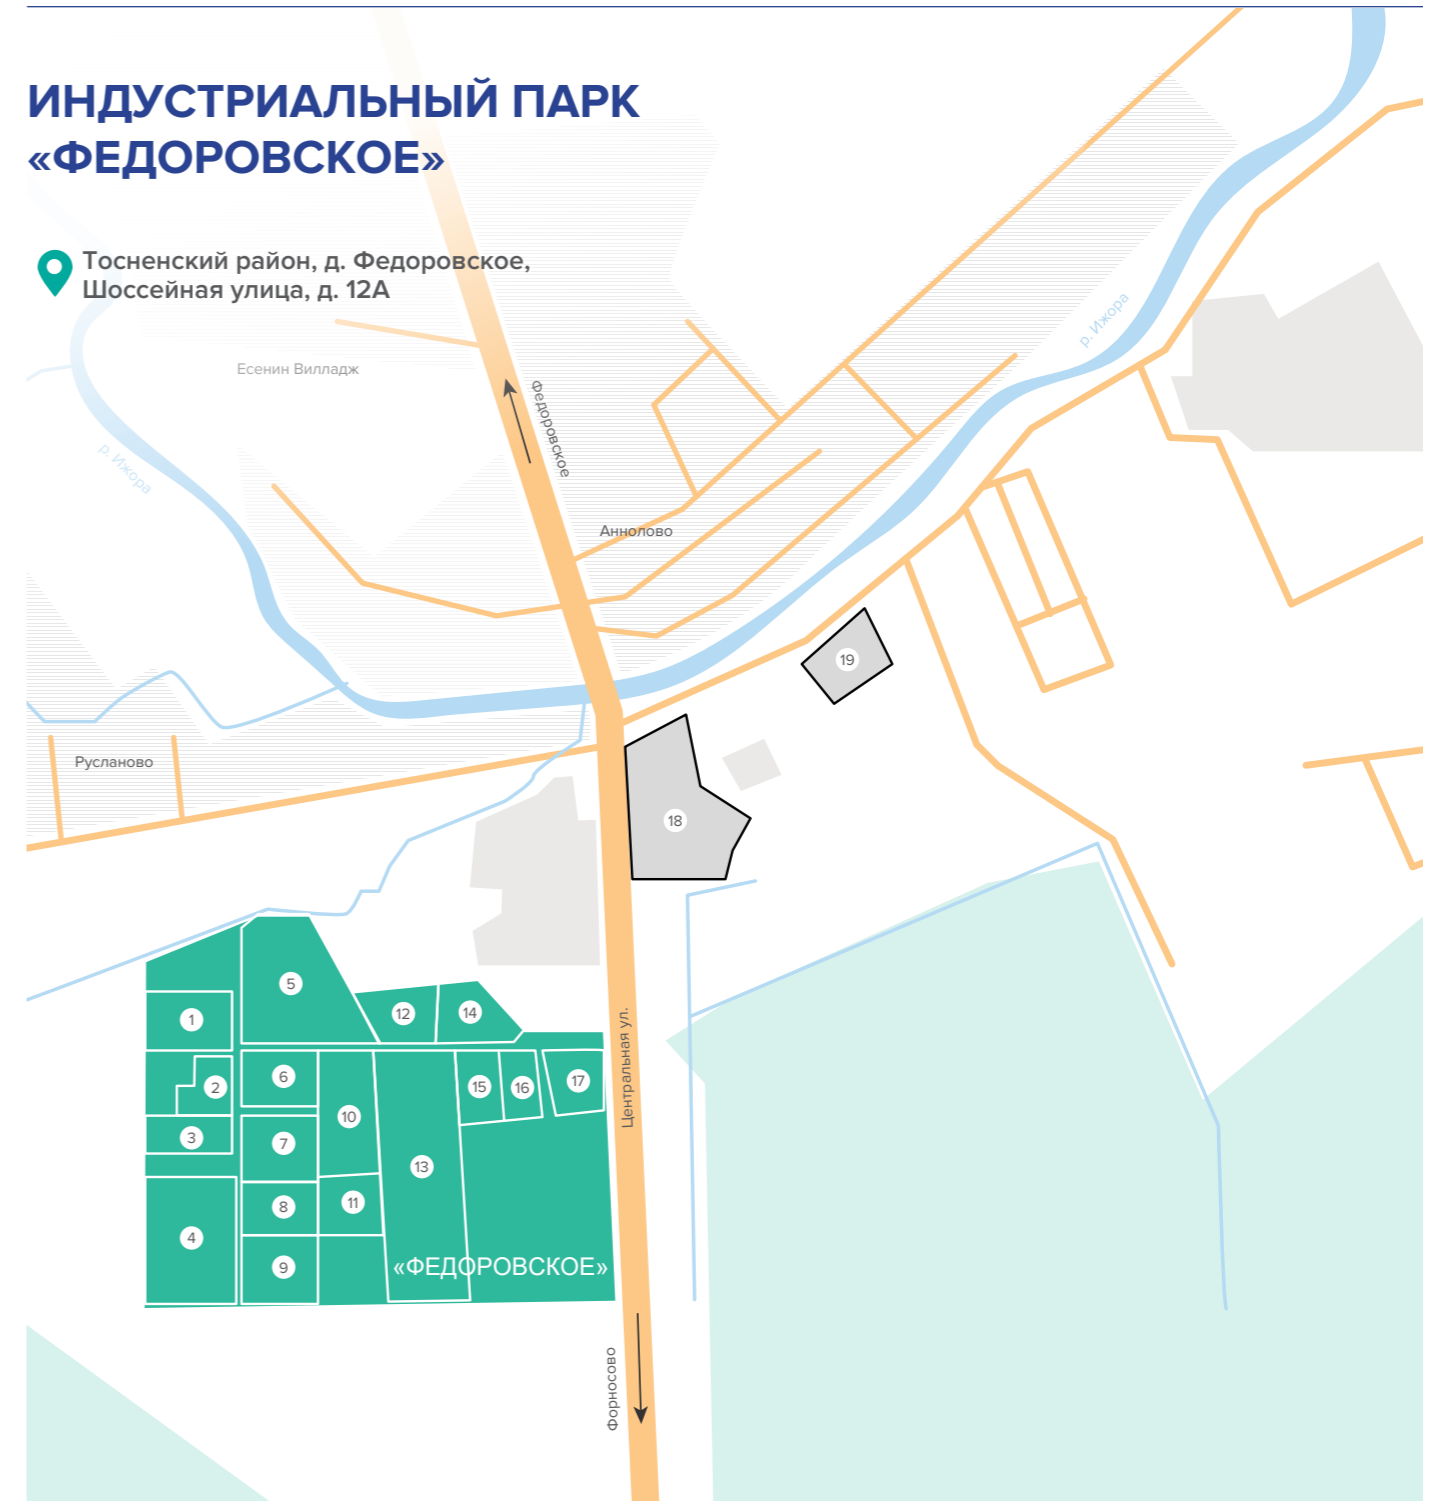 ИНДУСТРИАЛЬНЫЙ ПАРК
«ФЕДОРОВСКОЕ»
Тосненский район, д. Федоровское,
Шоссейная улица, д. 12А
р. Ижора
Есенин Вилладж
Федоровское
р. Ижора
Аннолово
19
Русланово
18
5
12
14
1
Центральная ул.
6
15
16
17
2
10
3
7
13
11
8
4
9
«ФЕДОРОВСКОЕ»
Форносово